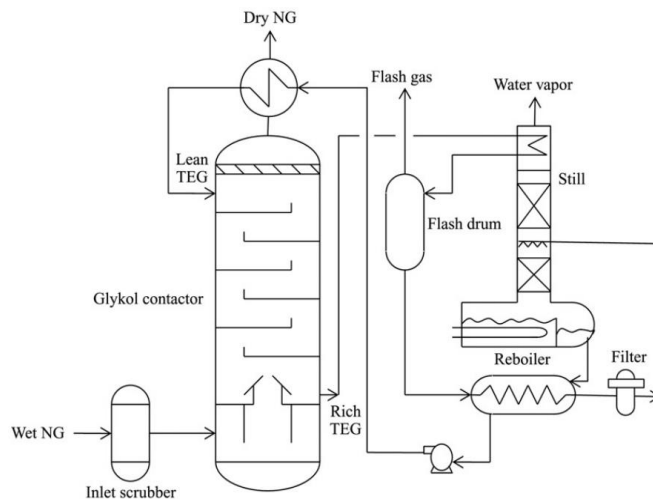 Dry NG
Flash gas
Water vapor
Lean
TEG
Still
Flash drum
Glykol contactor
Reboiler
Filter
Rich
TEG
Wet NG
Inlet scrubber